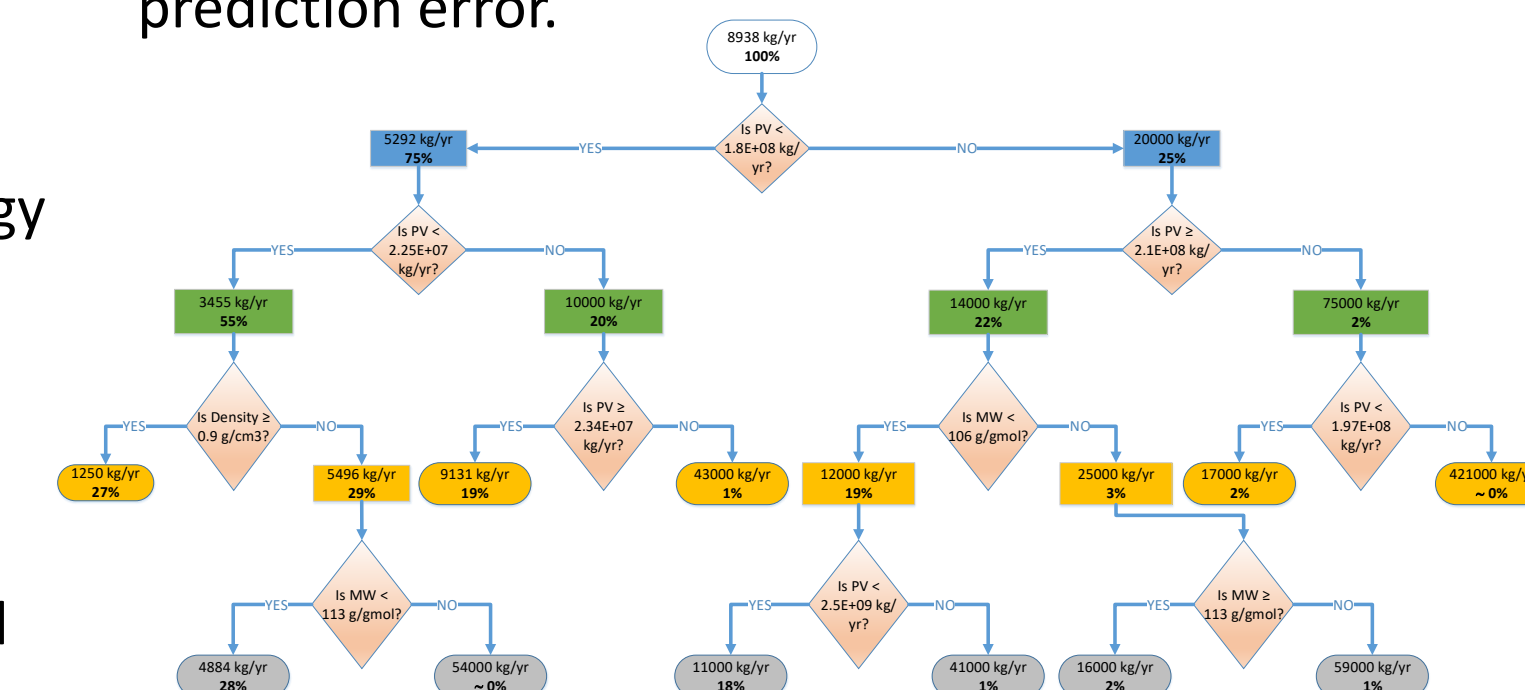 prediction error.
8938 kg/yr
100%
Is PV <
1.8E+08 kg/
yr?
YES
NO
5292 kg/yr
75%
20000 kg/yr
25%
gy
Is PV <
2.25E+07
kg/yr?
YES
NO
Is PV ≥
2.1E+08 kg/
yr?
YES
NO
3455 kg/yr
55%
10000 kg/yr
20%
14000 kg/yr
22%
75000 kg/yr
2%
Is Density ≥
0.9 g/cm3?
YES
NO
Is PV ≥
2.34E+07
kg/yr?
YES
NO
Is MW <
106 g/gmol?
YES
NO
Is PV <
1.97E+08
kg/yr?
YES
NO
1250 kg/yr
27%
5496 kg/yr
29%
9131 kg/yr
19%
43000 kg/yr
1%
12000 kg/yr
19%
25000 kg/yr
3%
17000 kg/yr
2%
421000 kg/y
~ 0%
Is MW <
113 g/gmol?
YES
NO
Is PV <
2.5E+09 kg/
yr?
YES
NO
Is MW ≥
113 g/gmol?
YES
NO
4884 kg/yr
28%
54000 kg/yr
~ 0%
11000 kg/yr
18%
41000 kg/yr
1%
16000 kg/yr
2%
59000 kg/yr
1%